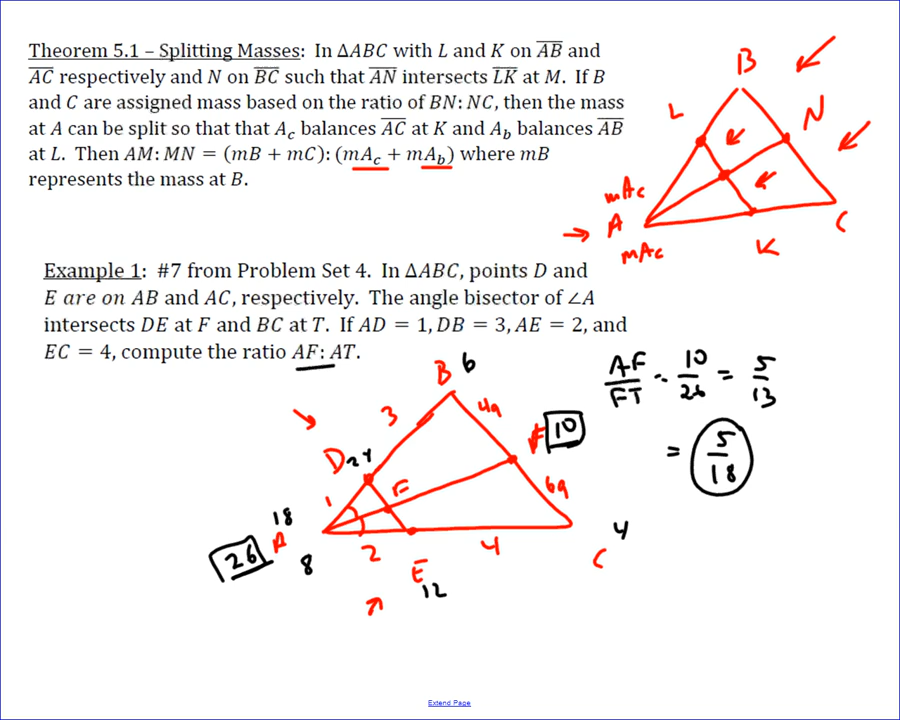 Theorem 5.1 – Splitting Masses: In ΔABC with L and K on AB and
AC respectively and N on BC such that AN intersects LK at M. If B
and C are assigned mass based on the ratio of BN: NC, then the mass
at A can be split so that that A_c balances AC at K and A_b balances AB
at L. Then AM: MN = (mB + mC): (mA_c + mA_b) where mB
represents the mass at B.
B
L
N
mAc
A
mAc
K
C
Example 1: #7 from Problem Set 4. In ΔABC, points D and
E are on AB and AC, respectively. The angle bisector of ∠A
intersects DE at F and BC at T. If AD = 1, DB = 3, AE = 2, and
EC = 4, compute the ratio AF: AT.
AF/FT = 10/26 = 5/13
= 5/18
B 6
3
4a
10
D 24
F
6a
1
18
A
26
8
2
4
4
C
E
12
Extend Page